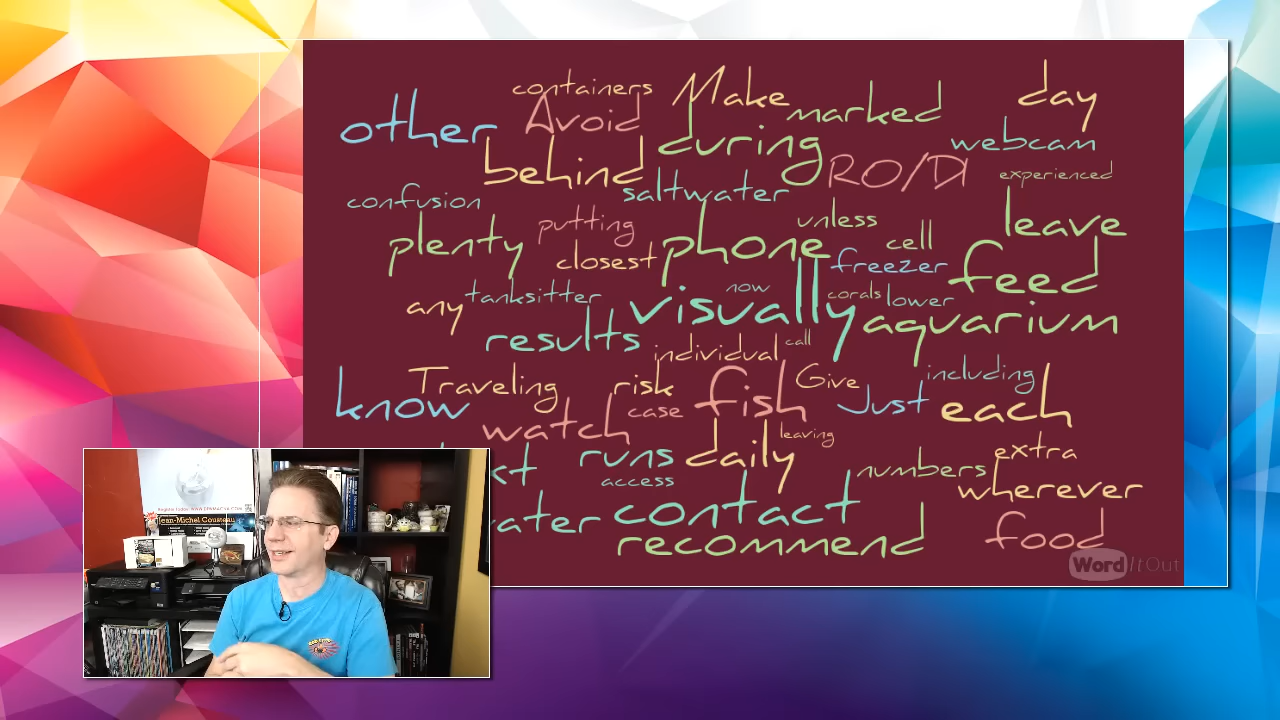 containers
Make
day
other
Avoid
marked
behind
during
webcam
RO/DI
experienced
confusion
saltwater
plenty
putting
unless
leave
closest
phone
cell
freezer
feed
any
tanksitter
visually
now
corals
lower
results
aquarium
individual
call
Traveling
risk
fish
Give
including
know
case
Just
each
watch
leaving
runs
daily
extra
access
numbers
wherever
contact
recommend
food
WordItOut
Jean-Michel Cousteau